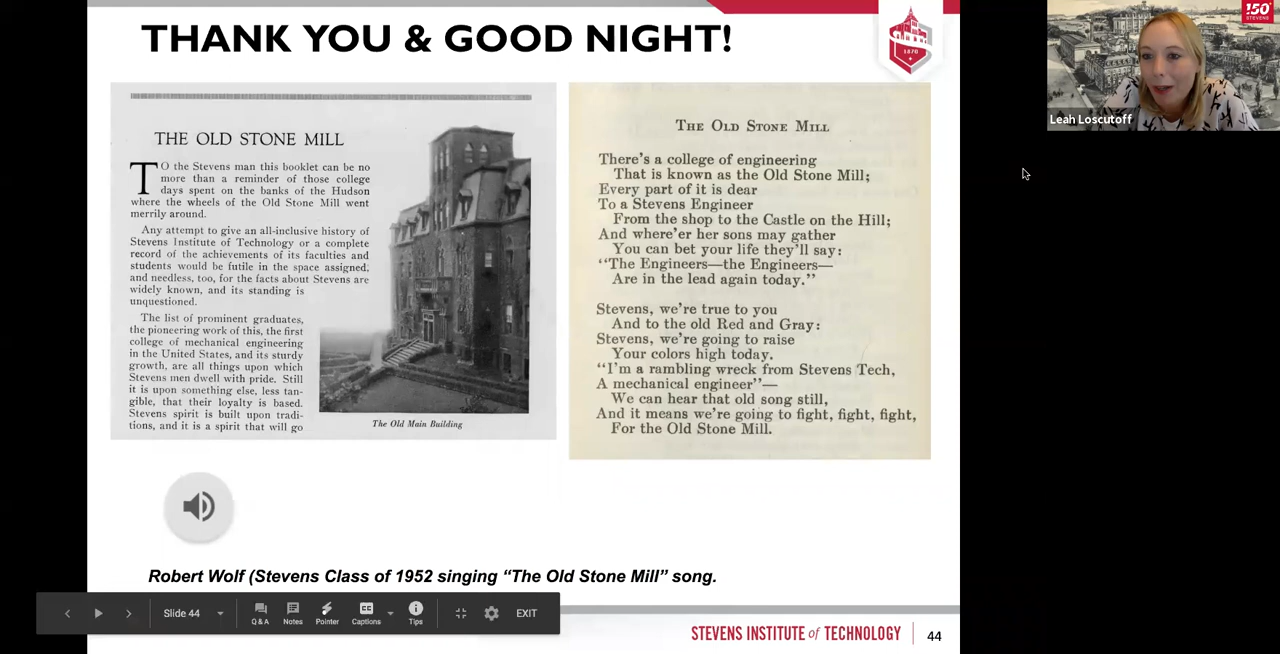 THANK YOU & GOOD NIGHT!
1870
150
STEVENS
Leah Loscutoff
THE OLD STONE MILL
TO the Stevens man this booklet can be no
more than a reminder of those college
days spent on the banks of the Hudson
where the wheels of the Old Stone Mill went
merrily around.
Any attempt to give an all-inclusive history of
Stevens Institute of Technology or a complete
record of the achievements of its faculties and
students would be futile in the space assigned;
and needless, too, for the facts about Stevens are
widely known, and its standing is
unquestioned.
The list of prominent graduates,
the pioneering work of this, the first
college of mechanical engineering
in the United States, and its sturdy
growth, are all things upon which
Stevens men dwell with pride. Still
it is upon something else, less tan-
gible, that their loyalty is based.
Stevens spirit is built upon tradi-
tions, and it is a spirit that will go
The Old Main Building
THE OLD STONE MILL
There's a college of engineering
That is known as the Old Stone Mill;
Every part of it is dear
To a Stevens Engineer
From the shop to the Castle on the Hill;
And where'er her sons may gather
You can bet your life they'll say:
"The Engineers—the Engineers—
Are in the lead again today."
Stevens, we're true to you
And to the old Red and Gray:
Stevens, we're going to raise
Your colors high today.
"I'm a rambling wreck from Stevens Tech,
A mechanical engineer"—
We can hear that old song still,
And it means we're going to fight, fight, fight,
For the Old Stone Mill.
Robert Wolf (Stevens Class of 1952 singing "The Old Stone Mill" song.
Slide 44
Q & A
Notes
Pointer
CC
Captions
Tips
EXIT
STEVENS INSTITUTE of TECHNOLOGY
44